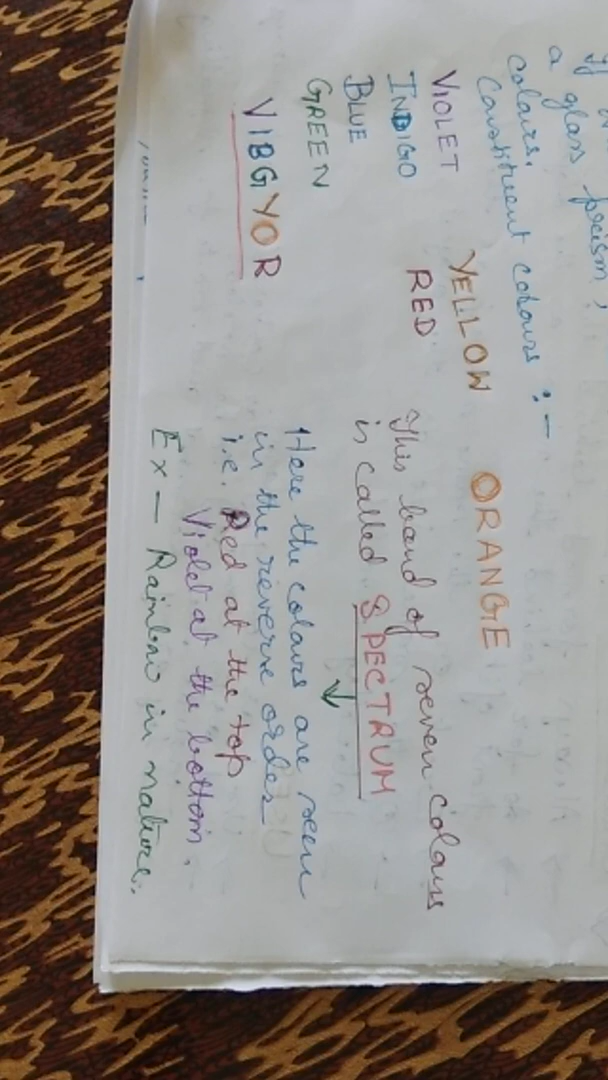 a glass prism,
colours.
Constituent colours :-
VIOLET YELLOW ORANGE
INDIGO RED
BLUE
GREEN
This band of seven colours
is called SPECTRUM
VIBGYOR
Here the colours are seen
in the reverse order
i.e. Red at the top
Violet at the bottom.
Ex - Rainbow in nature.